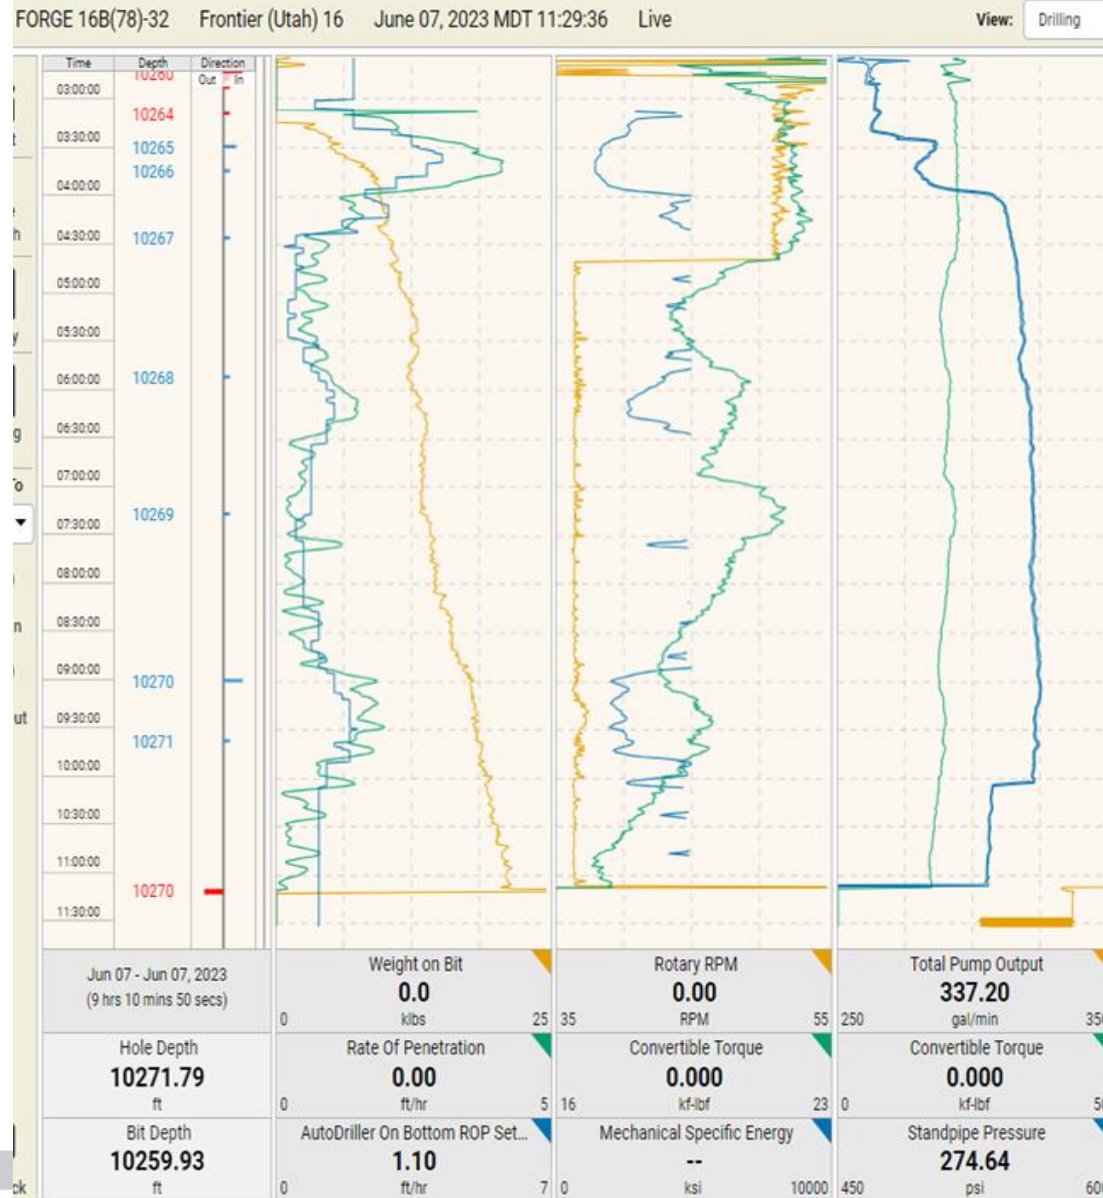 FORGE 16B(78)-32 Frontier (Utah) 16 June 07, 2023 MDT 11:29:36 Live View: Drilling
Time Depth Direction
Out In
10260
03:00:00
10264
03:30:00
10265
10266
04:00:00
04:30:00
10267
05:00:00
05:30:00
06:00:00
10268
06:30:00
07:00:00
10269
07:30:00
08:00:00
08:30:00
09:00:00
10270
09:30:00
10271
10:00:00
10:30:00
11:00:00
10270
11:30:00
Jun 07 - Jun 07, 2023
(9 hrs 10 mins 50 secs)
Hole Depth
10271.79
ft
Bit Depth
10259.93
ft
Weight on Bit
0.0
0 klbs 25
Rate Of Penetration
0.00
0 ft/hr 5
AutoDriller On Bottom ROP Set...
1.10
0 ft/hr 7
Rotary RPM
0.00
35 RPM 55
Convertible Torque
0.000
16 kf-lbf 23
Mechanical Specific Energy
--
0 ksi 10000
Total Pump Output
337.20
250 gal/min 35
Convertible Torque
0.000
0 kf-lbf 5
Standpipe Pressure
274.64
450 psi 60